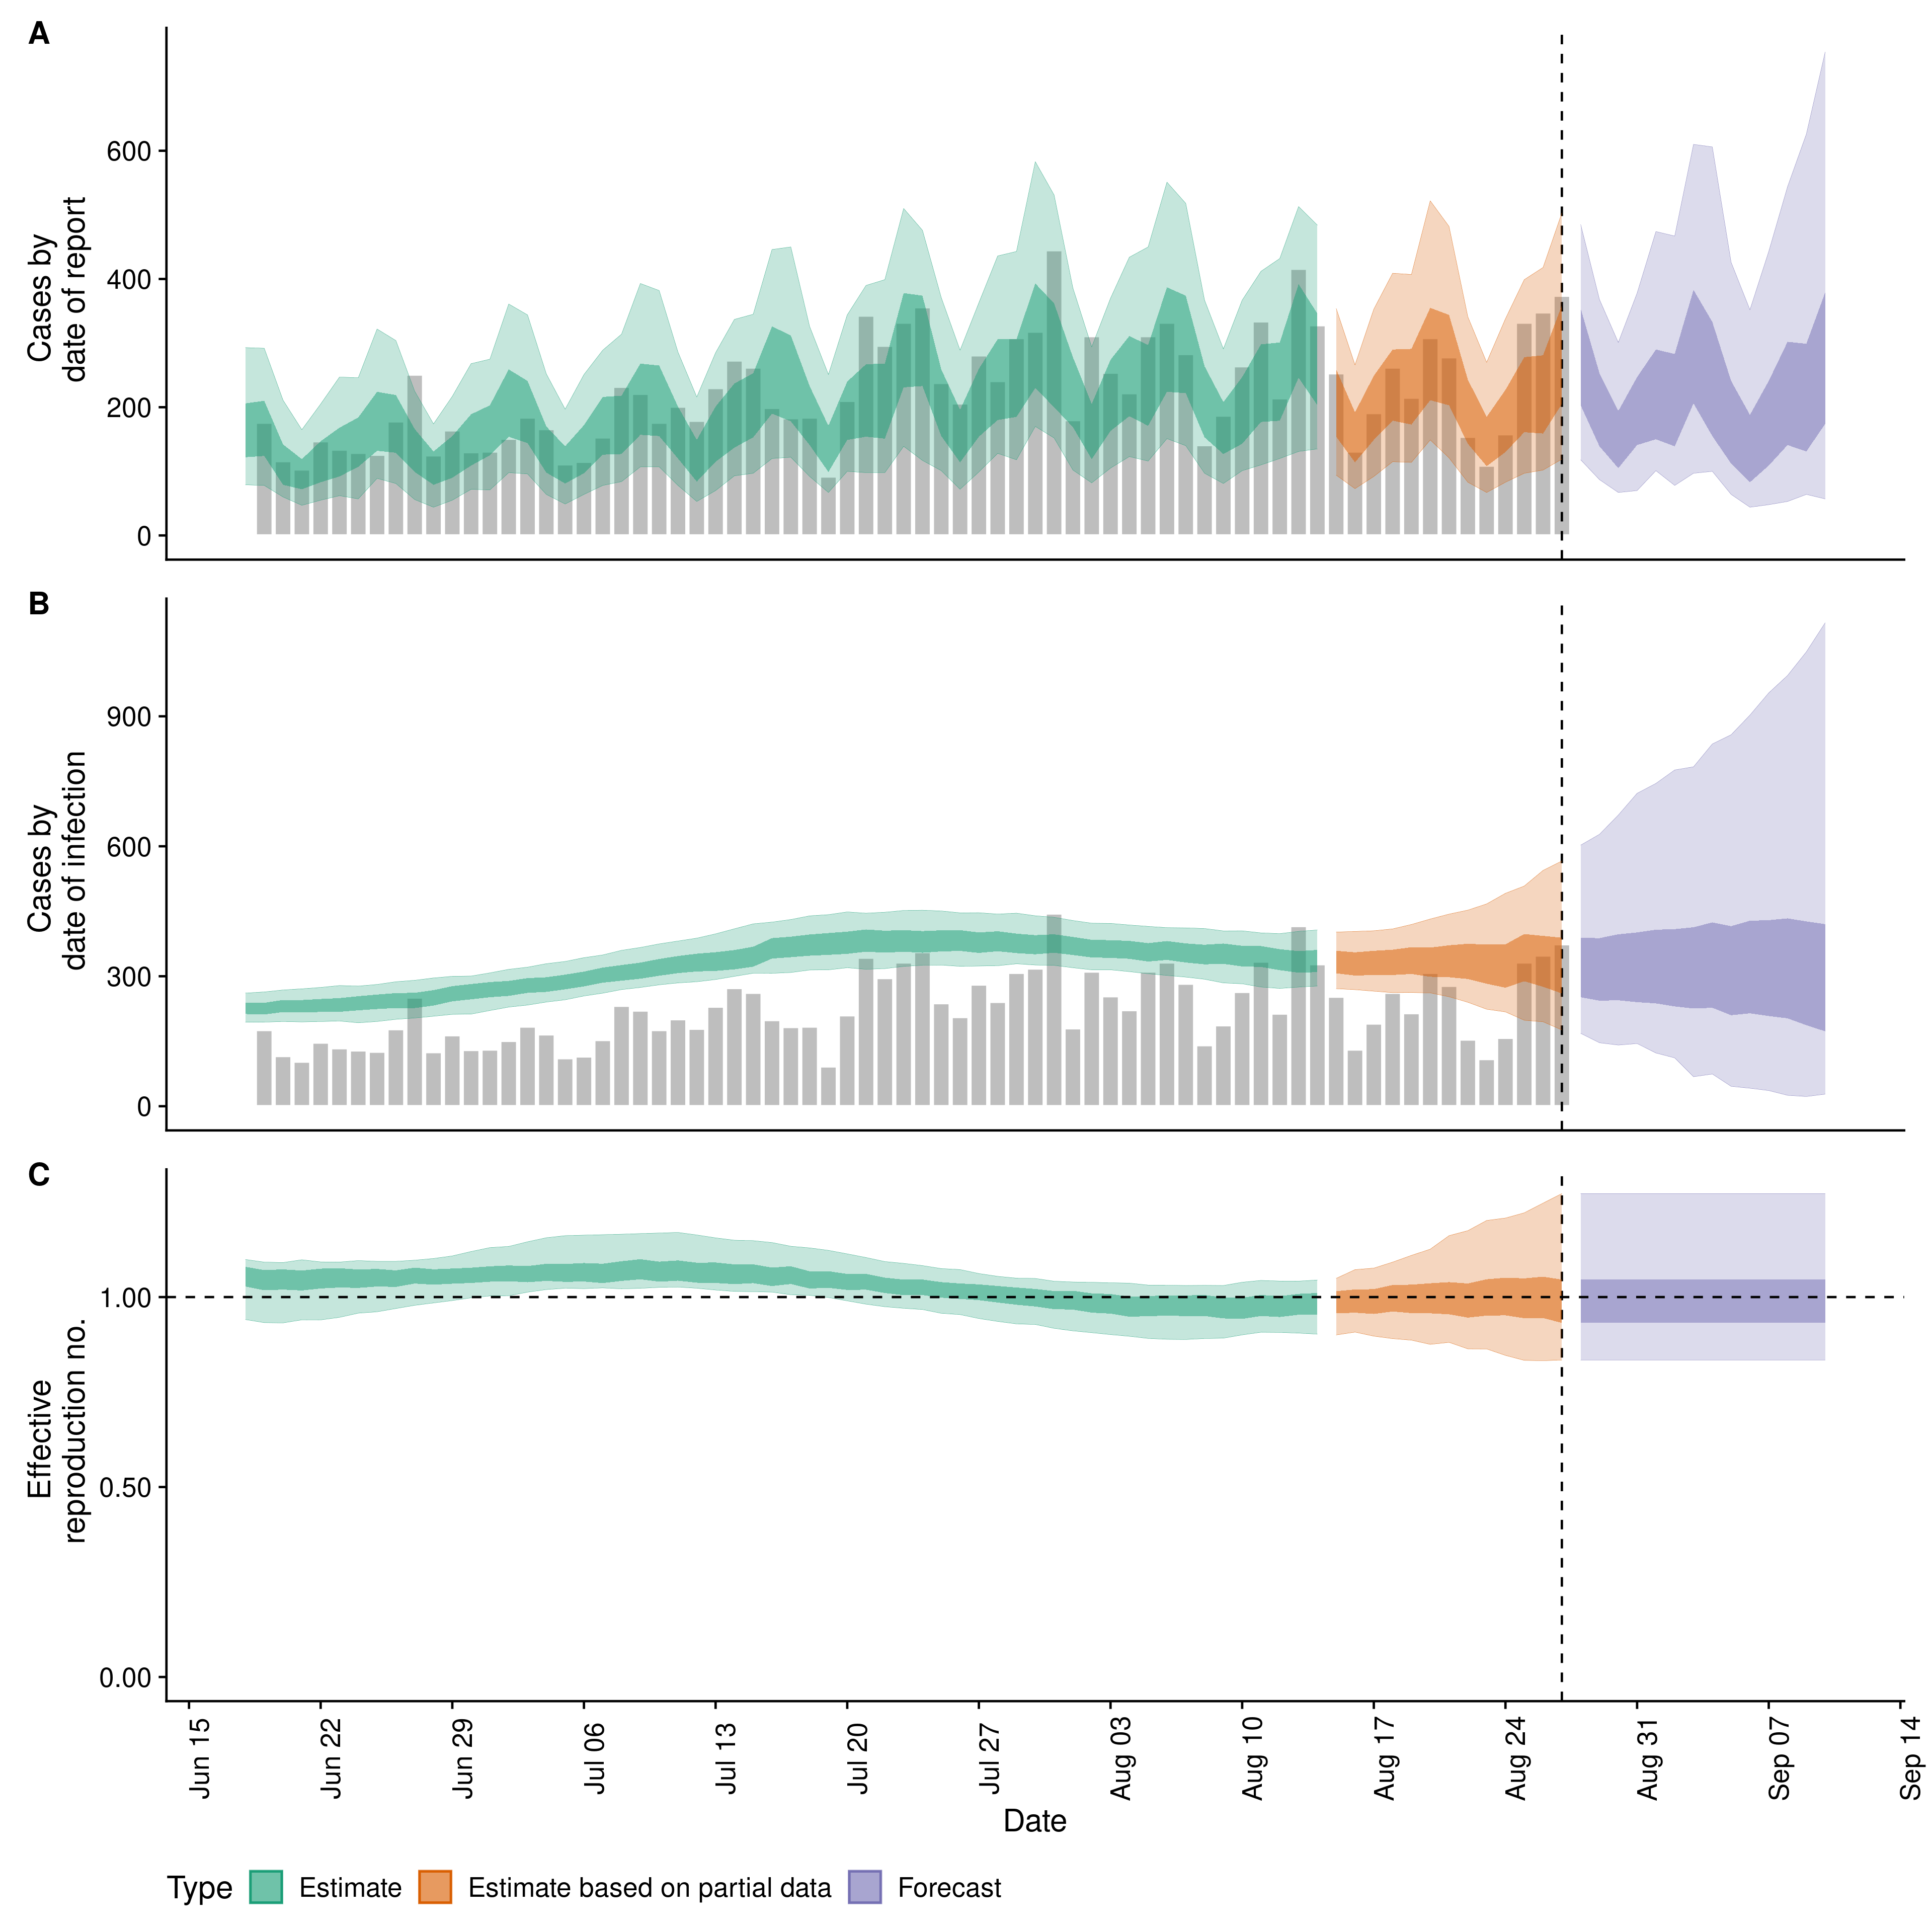 A
Cases by
date of report
600
400
200
0
B
Cases by
date of infection
900
600
300
0
C
Effective
reproduction no.
1.00
0.50
0.00
Jun 15
Jun 22
Jun 29
Jul 06
Jul 13
Jul 20
Jul 27
Aug 03
Aug 10
Aug 17
Aug 24
Aug 31
Sep 07
Sep 14
Date
Type Estimate Estimate based on partial data Forecast